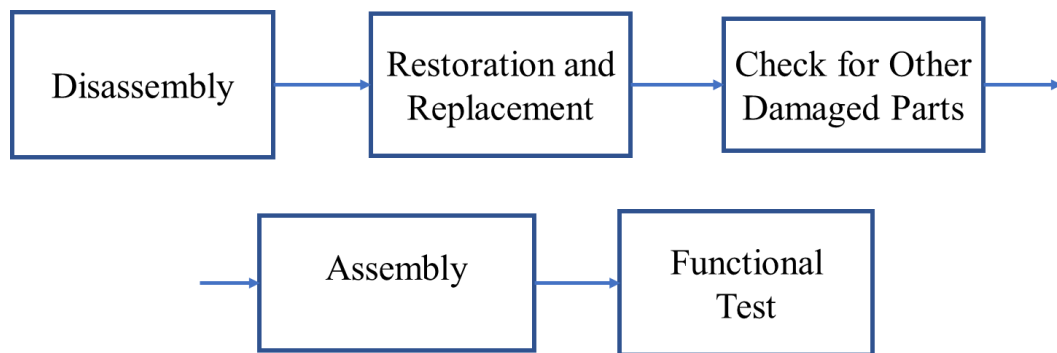 Disassembly
Restoration and
Replacement
Check for Other
Damaged Parts
Assembly
Functional
Test